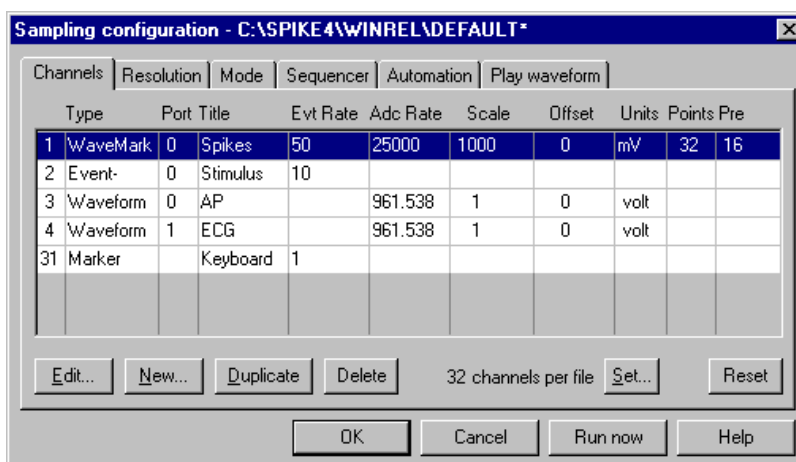 Sampling configuration - C:\SPIKE4\WINREL\DEFAULT*
Channels Resolution Mode Sequencer Automation Play waveform
Type Port Title Evt Rate Adc Rate Scale Offset Units Points Pre
1 WaveMark 0 Spikes 50 25000 1000 0 mV 32 16
2 Event- 0 Stimulus 10
3 Waveform 0 AP 961.538 1 0 volt
4 Waveform 1 ECG 961.538 1 0 volt
31 Marker Keyboard 1
Edit... New... Duplicate Delete 32 channels per file Set... Reset
OK Cancel Run now Help